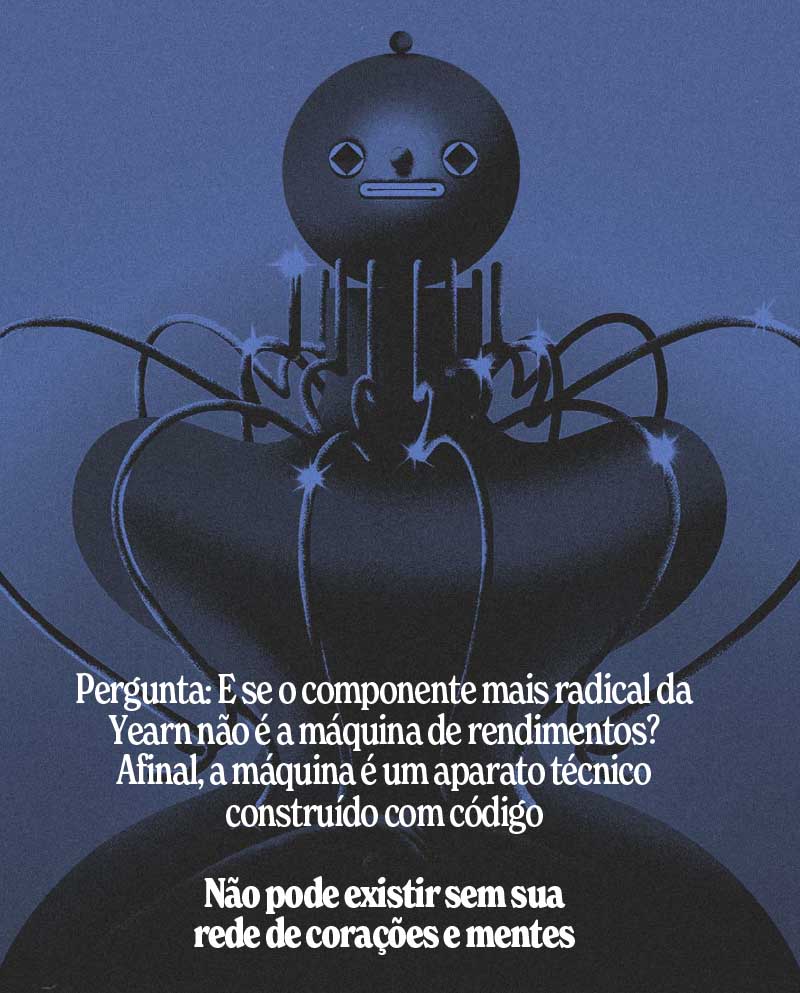 Pergunta: E se o componente mais radical da
Yearn não é a máquina de rendimentos?
Afinal, a máquina é um aparato técnico
construído com código
Não pode existir sem sua
rede de corações e mentes